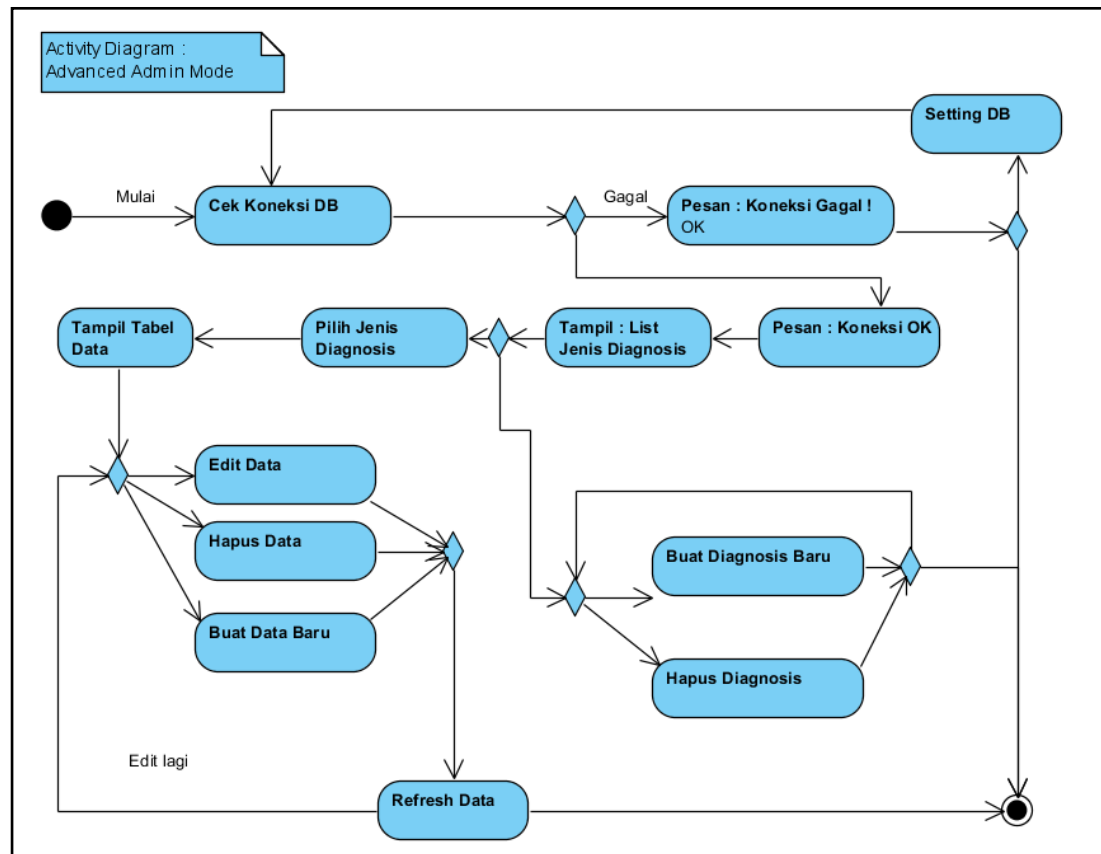 Activity Diagram :
Advanced Admin Mode
Setting DB
Mulai
Cek Koneksi DB
Gagal
Pesan : Koneksi Gagal !
OK
Tampil Tabel
Data
Pilih Jenis
Diagnosis
Tampil : List
Jenis Diagnosis
Pesan : Koneksi OK
Edit Data
Hapus Data
Buat Data Baru
Buat Diagnosis Baru
Hapus Diagnosis
Edit lagi
Refresh Data